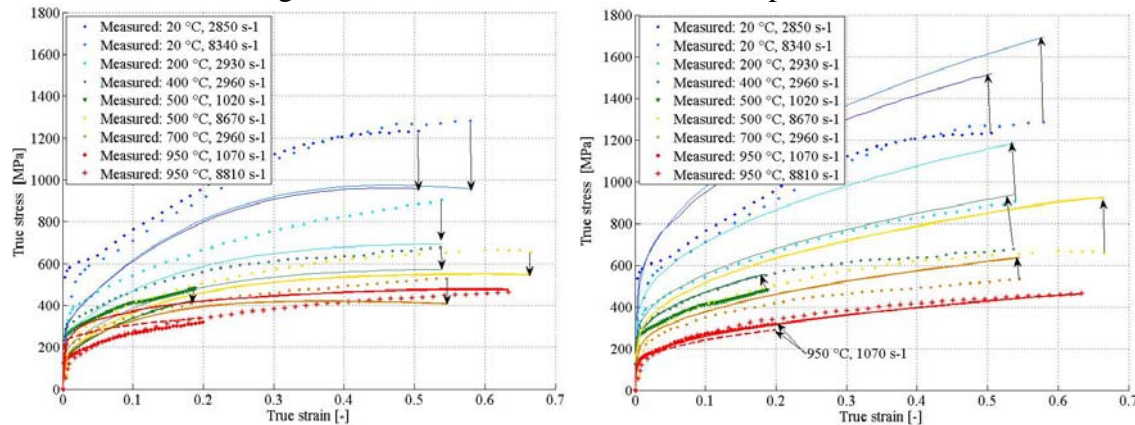 1800
1600
1400
1200
1000
800
600
400
200
0
True stress [MPa]
Measured: 20 °C, 2850 s-1
Measured: 20 °C, 8340 s-1
Measured: 200 °C, 2930 s-1
Measured: 400 °C, 2960 s-1
Measured: 500 °C, 1020 s-1
Measured: 500 °C, 8670 s-1
Measured: 700 °C, 2960 s-1
Measured: 950 °C, 1070 s-1
Measured: 950 °C, 8810 s-1
0 0.1 0.2 0.3 0.4 0.5 0.6 0.7
True strain [-]
1800
1600
1400
1200
1000
800
600
400
200
0
True stress [MPa]
Measured: 20 °C, 2850 s-1
Measured: 20 °C, 8340 s-1
Measured: 200 °C, 2930 s-1
Measured: 400 °C, 2960 s-1
Measured: 500 °C, 1020 s-1
Measured: 500 °C, 8670 s-1
Measured: 700 °C, 2960 s-1
Measured: 950 °C, 1070 s-1
Measured: 950 °C, 8810 s-1
950 °C, 1070 s-1
0 0.1 0.2 0.3 0.4 0.5 0.6 0.7
True strain [-]